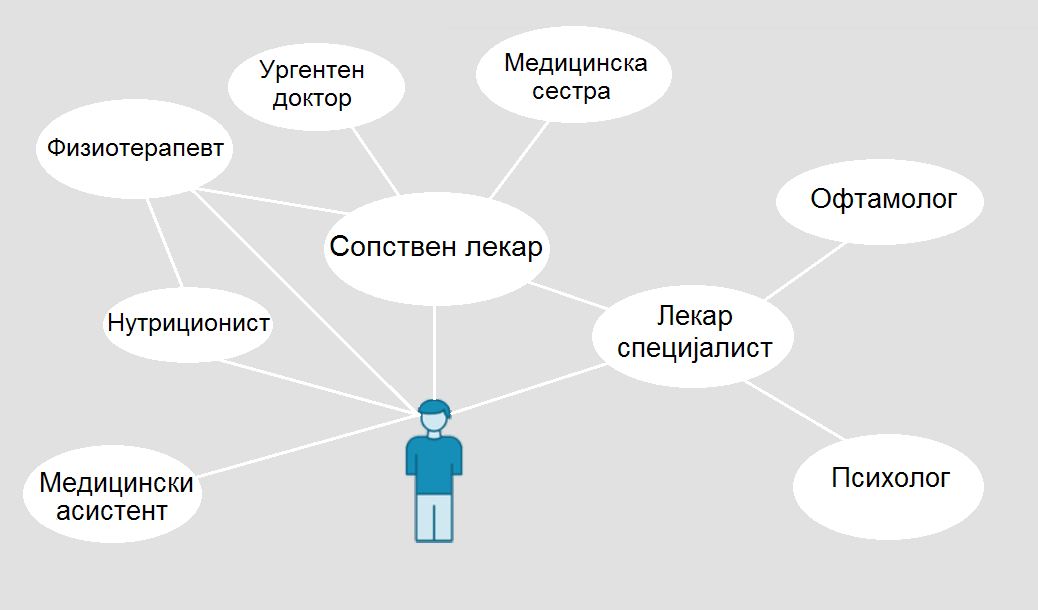 Ургентен
доктор
Медицинска
сестра
Физиотерапевт
Офтамолог
Сопствен лекар
Нутриционист
Лекар
специјалист
Медицински
асистент
Психолог